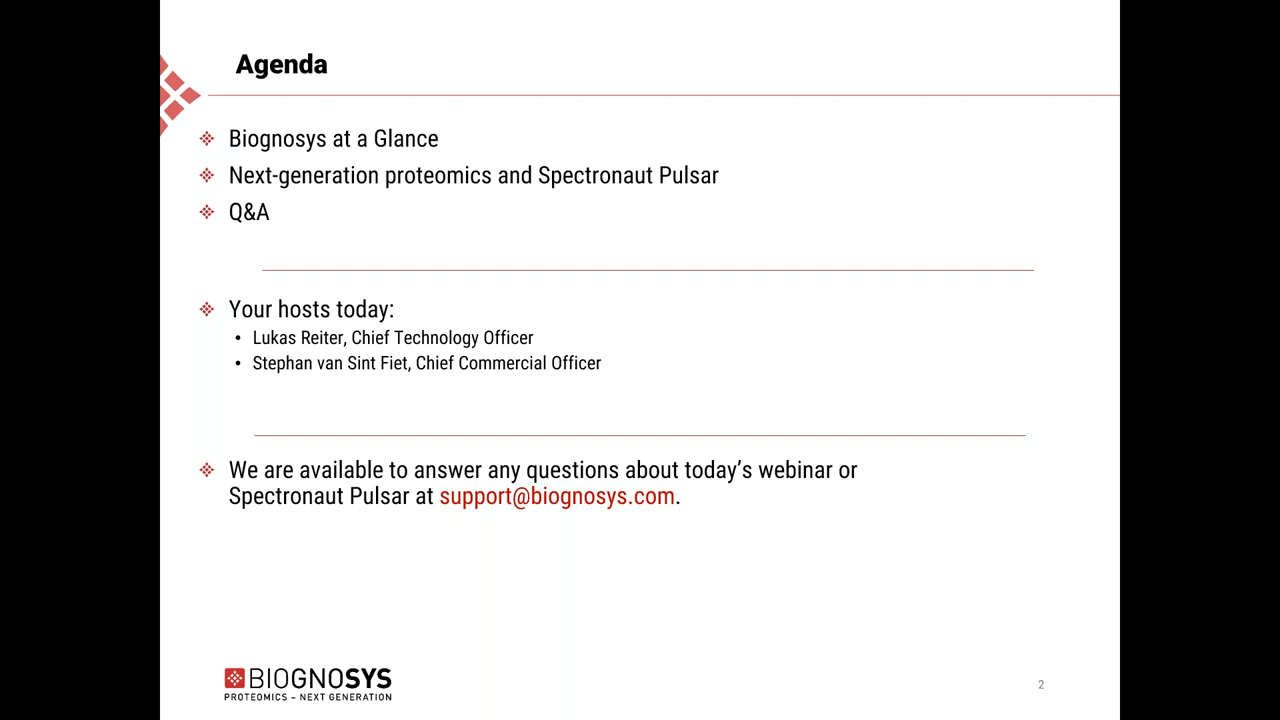 Agenda
Biognosys at a Glance
Next-generation proteomics and Spectronaut Pulsar
Q&A
Your hosts today:
• Lukas Reiter, Chief Technology Officer
• Stephan van Sint Fiet, Chief Commercial Officer
We are available to answer any questions about today’s webinar or
Spectronaut Pulsar at support@biognosys.com.
BIOGNOSYS
PROTEOMICS – NEXT GENERATION
2